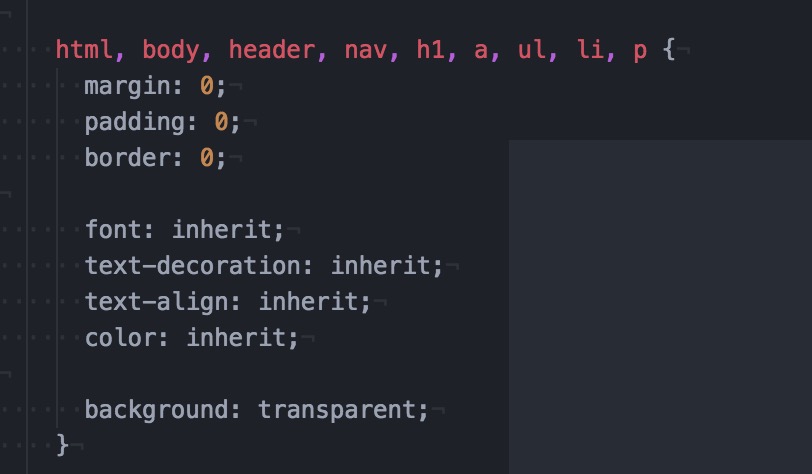 html, body, header, nav, h1, a, ul, li, p {
margin: 0;
padding: 0;
border: 0;
font: inherit;
text-decoration: inherit;
text-align: inherit;
color: inherit;
background: transparent;
}